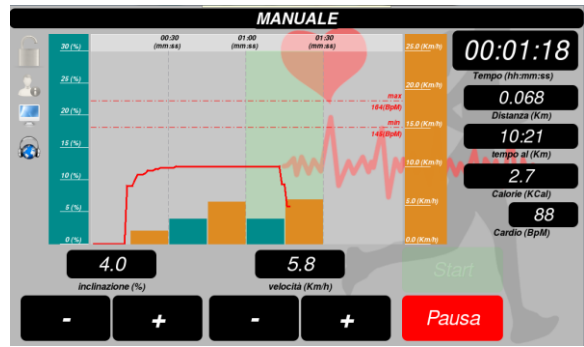 MANUALE
00:30 01:00 01:30
(mm:ss) (mm:ss) (mm:ss)
30 (%)
25 (%)
20 (%)
15 (%)
10 (%)
5 (%)
0 (%)
max
164(BpM)
min
25.0 (Km/h)
20.0 (Km/h)
15.0 (Km/h)
10.0 (Km/h)
5.0 (Km/h)
0.0 (Km/h)
00:01:18
Tempo (hh:mm:ss)
0.068
Distanza (Km)
10:21
tempo al (Km)
2.7
Calorie (KCal)
88
Cardio (BpM)
4.0
inclinazione (%)
5.8
velocità (Km/h)
Start
- + - +
Pausa